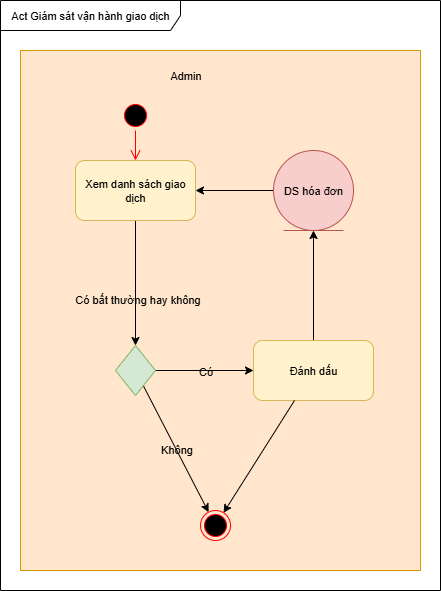 Act Giám sát vận hành giao dịch
Admin
Xem danh sách giao
dịch
DS hóa đơn
Có bất thường hay không
Có
Đánh dấu
Không